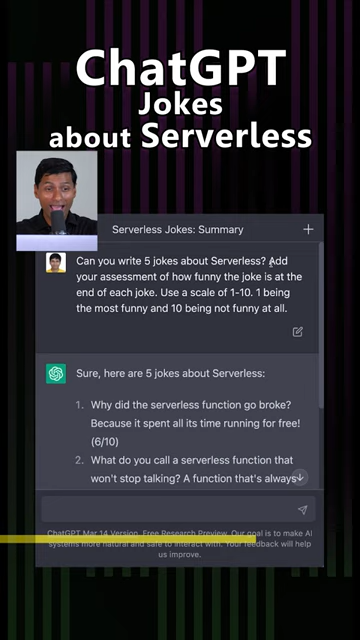 ChatGPT
Jokes
about Serverless
Serverless Jokes: Summary
Can you write 5 jokes about Serverless? Add
your assessment of how funny the joke is at the
end of each joke. Use a scale of 1-10. 1 being
the most funny and 10 being not funny at all.
Sure, here are 5 jokes about Serverless:
1. Why did the serverless function go broke?
Because it spent all its time running for free!
(6/10)
2. What do you call a serverless function that
won't stop talking? A function that's always
ChatGPT Mar 14 Version. Free Research Preview. Our goal is to make AI
systems more natural and safe to interact with. Your feedback will help
us improve.